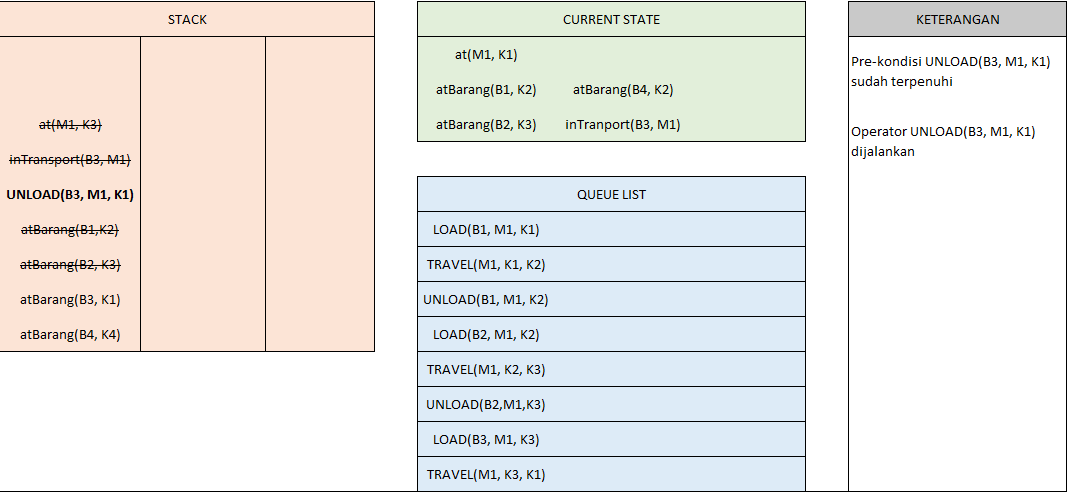 STACK
at(M1, K3)
inTransport(B3, M1)
UNLOAD(B3, M1, K1)
atBarang(B1,K2)
atBarang(B2, K3)
atBarang(B3, K1)
atBarang(B4, K4)
CURRENT STATE
at(M1, K1)
atBarang(B1, K2) atBarang(B4, K2)
atBarang(B2, K3) inTranport(B3, M1)
QUEUE LIST
LOAD(B1, M1, K1)
TRAVEL(M1, K1, K2)
UNLOAD(B1, M1, K2)
LOAD(B2, M1, K2)
TRAVEL(M1, K2, K3)
UNLOAD(B2,M1,K3)
LOAD(B3, M1, K3)
TRAVEL(M1, K3, K1)
KETERANGAN
Pre-kondisi UNLOAD(B3, M1, K1)
sudah terpenuhi
Operator UNLOAD(B3, M1, K1)
dijalankan